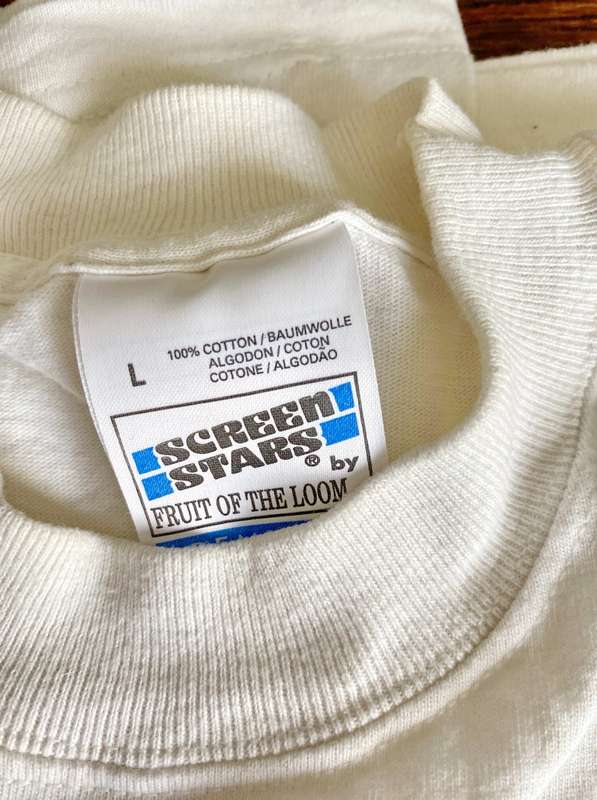 L
100% COTTON / BAUMWOLLE
ALGODON / COTON
COTONE / ALGODÃO
SCREEN
STARS ® by
FRUIT OF THE LOOM